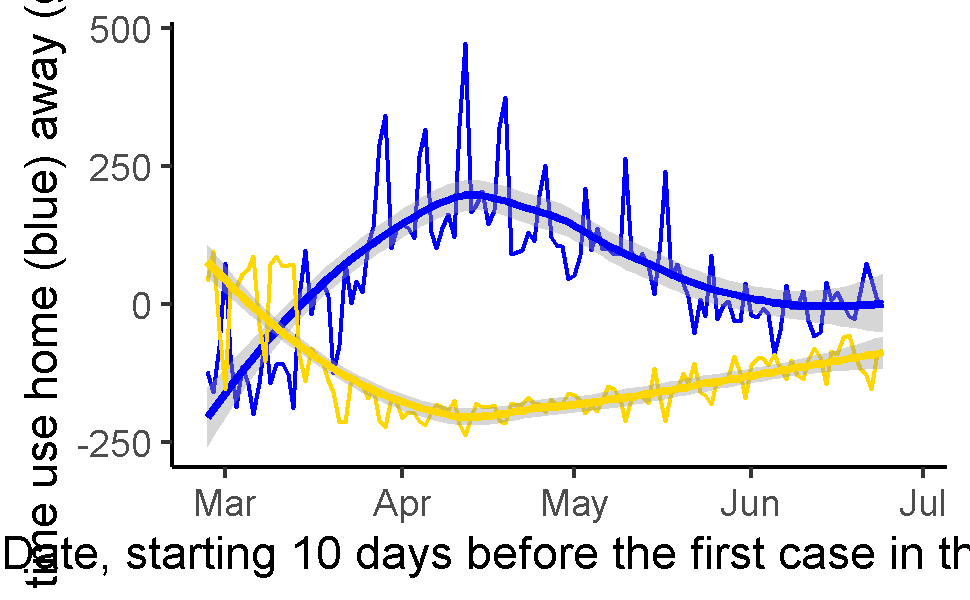 time use home (blue) away (
500
250
0
-250
Mar Apr May Jun Jul
Date, starting 10 days before the first case in th